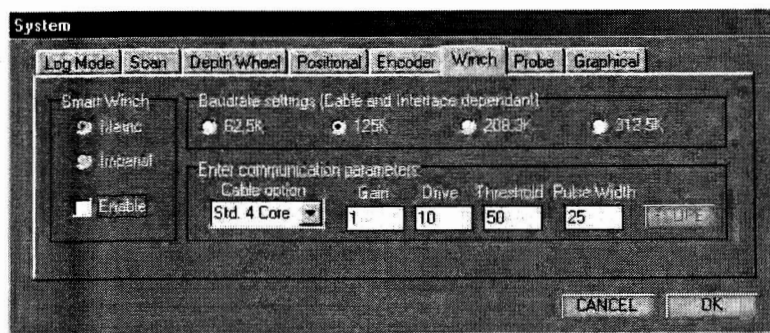 System
Log Mode Scan Depth Wheel Positional Encoder Winch Probe Graphical
Smart Winch
Metric
Imperial
Enable
Baudrate settings (Cable and Interface dependant)
62.5K 125K 208.3K 312.5K
Enter communication parameters
Cable option Gain Drive Threshold Pulse Width
Std. 4 Core 1 10 50 25
CANCEL OK